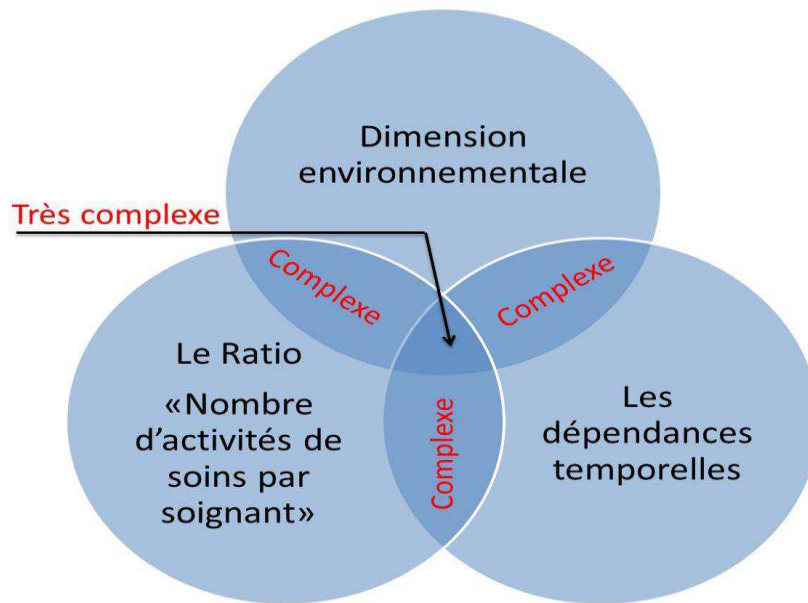 Dimension
environnementale
Très complexe
Complexe
Complexe
Le Ratio
«Nombre
d’activités de
soins par
soignant»
Complexe
Les
dépendances
temporelles